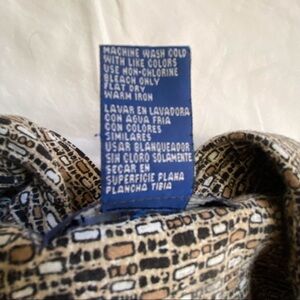 MACHINE WASH COLD
WITH LIKE COLORS
USE NON-CHLORINE
BLEACH ONLY
FLAT DRY
WARM IRON
LAVAR EN LAVADORA
CON AGUA FRIA
CON COLORES
SIMILARES
USAR BLANQUEADOR
SIN CLORO SOLAMENTE
SECAR EN
SUPERFICIE PLANA
PLANCHA TIBIA